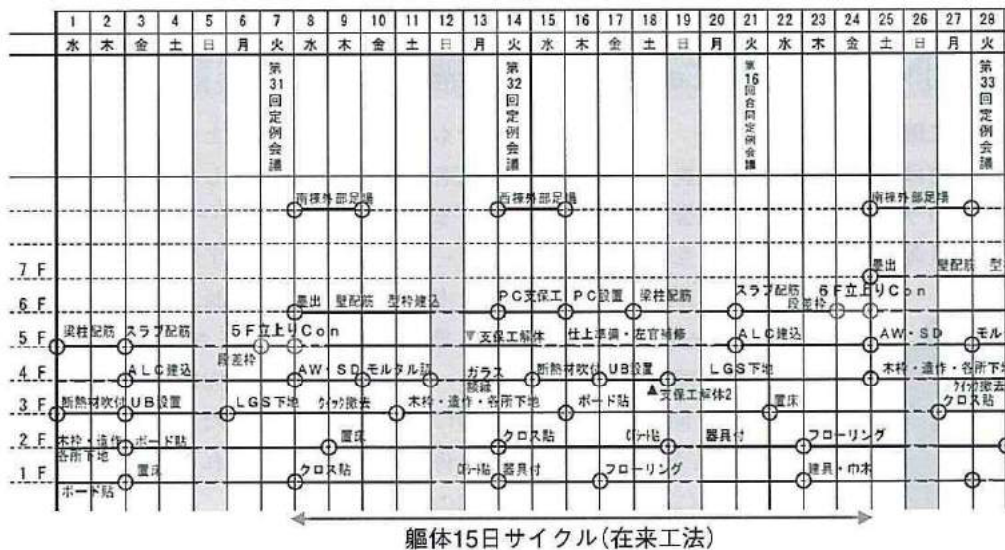 1 2 3 4 5 6 7 8 9 10 11 12 13 14 15 16 17 18 19 20 21 22 23 24 25 26 27 28
水 木 金 土 日 月 火 水 木 金 土 日 月 火 水 木 金 土 日 月 火 水 木 金 土 日 月 火
第31回定例会議
第32回定例会議
第16回合同定例会議
第33回定例会議
南棟外部足場 西棟外部足場 南棟外部足場
7F 墨出 壁配筋 型
6F 墨出 壁配筋 型枠建込 PC支保工 PC設置 梁柱配筋 スラブ配筋 段差枠 6F立上りCon
5F 梁柱配筋 スラブ配筋 段差枠 5F立上りCon ▼支保工解体 仕上準備・左官補修 ALC建込 AW・SD モル
4F ALC建込 AW・SD モルタル詰 ガラス 断熱材吹付 UB設置 ▲支保工解体2 LGS下地 木枠・造作・各所下地
3F 断熱材吹付 UB設置 LGS下地 クイック撤去 木枠・造作・各所下地 ボード貼 置床 クイック撤去 クロス貼
2F 木枠・造作 各所下地 ボード貼 置床 クロス貼 器具付 フローリング
1F ボード貼 置床 クロス貼 器具付 フローリング 建具・巾木
躯体15日サイクル(在来工法)